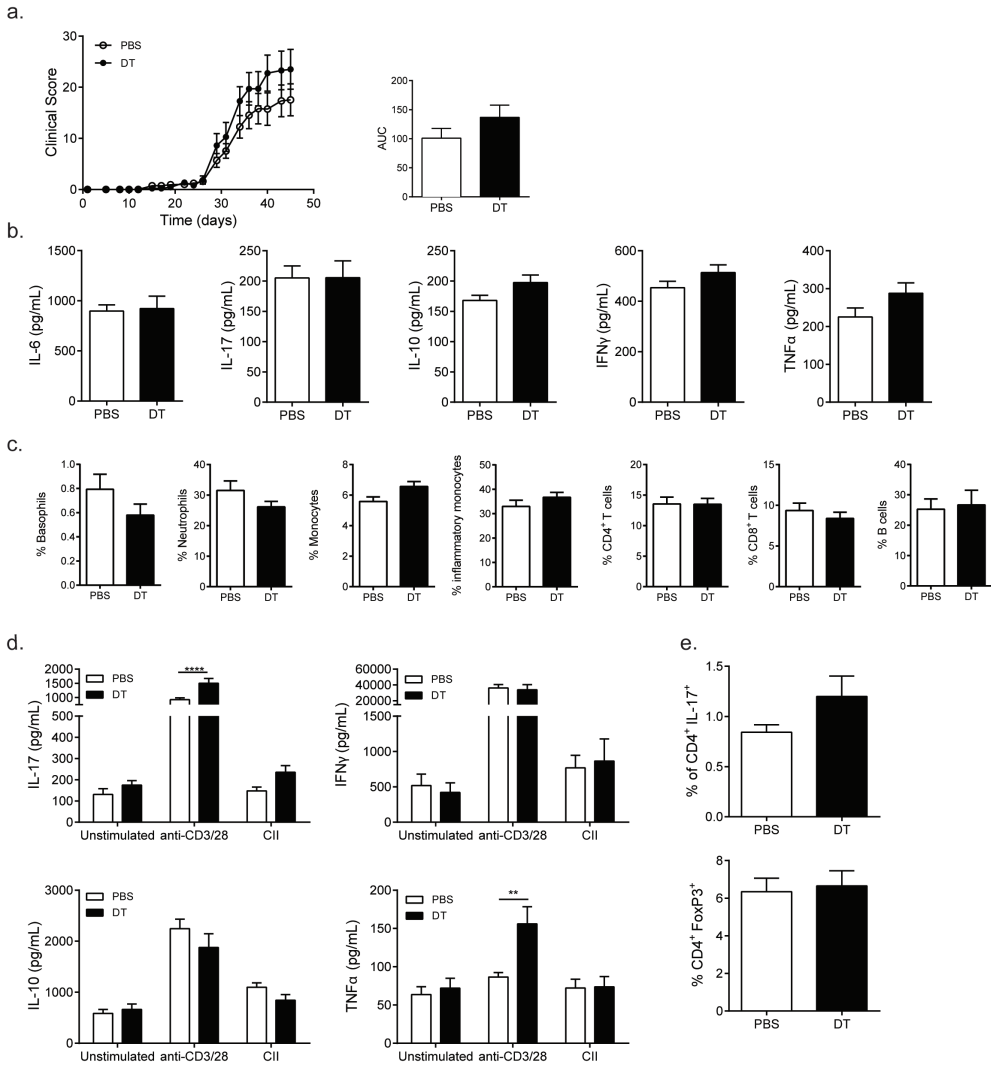 a.
Clinical Score
30
20
10
0
PBS
DT
0 10 20 30 40 50
Time (days)
AUC
200
150
100
50
0
PBS DT
b.
IL-6 (pg/mL)
1500
1000
500
0
PBS DT
IL-17 (pg/mL)
250
200
150
100
50
0
PBS DT
IL-10 (pg/mL)
250
200
150
100
50
0
PBS DT
IFNγ (pg/mL)
600
400
200
0
PBS DT
TNFα (pg/mL)
400
300
200
100
0
PBS DT
c.
% Basophils
1.0
0.8
0.6
0.4
0.2
0.0
PBS DT
% Neutrophils
40
30
20
10
0
PBS DT
% Monocytes
8
6
4
2
0
PBS DT
% inflammatory monocytes
50
40
30
20
10
0
PBS DT
% CD4⁺ T cells
20
15
10
5
0
PBS DT
% CD8⁺ T cells
15
10
5
0
PBS DT
% B cells
40
30
20
10
0
PBS DT
d.
IL-17 (pg/mL)
2000
1500
1000
500
500
400
300
200
100
0
PBS
DT
****
Unstimulated anti-CD3/28 CII
IFNγ (pg/mL)
60000
40000
20000
1500
1000
500
0
PBS
DT
Unstimulated anti-CD3/28 CII
IL-10 (pg/mL)
3000
2000
1000
0
PBS
DT
Unstimulated anti-CD3/28 CII
TNFα (pg/mL)
200
150
100
50
0
PBS
DT
**
Unstimulated anti-CD3/28 CII
e.
% of CD4⁺ IL-17⁺
1.5
1.0
0.5
0.0
PBS DT
% CD4⁺ FoxP3⁺
8
6
4
2
0
PBS DT